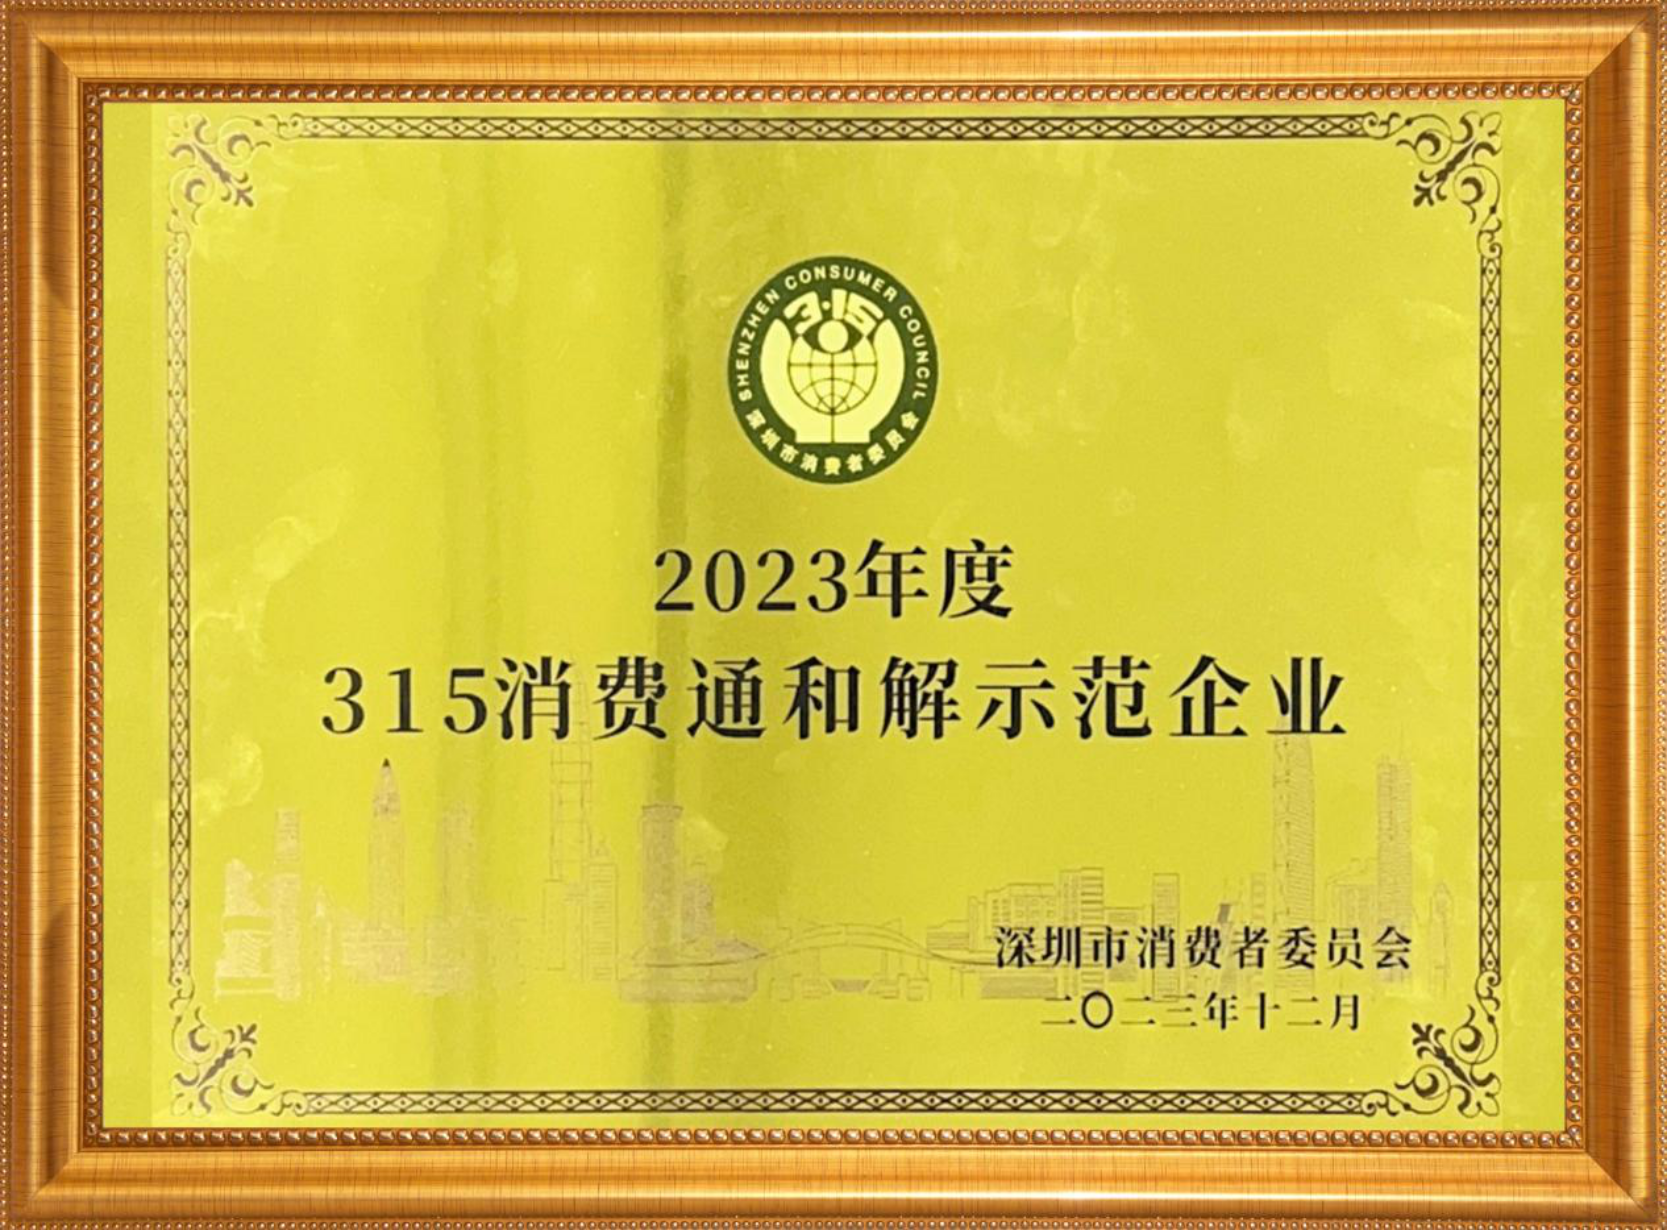 SHENZHEN CONSUMER COUNCIL
3·15
深圳市消费者委员会
2023年度
315消费通和解示范企业
深圳市消费者委员会
二〇二三年十二月